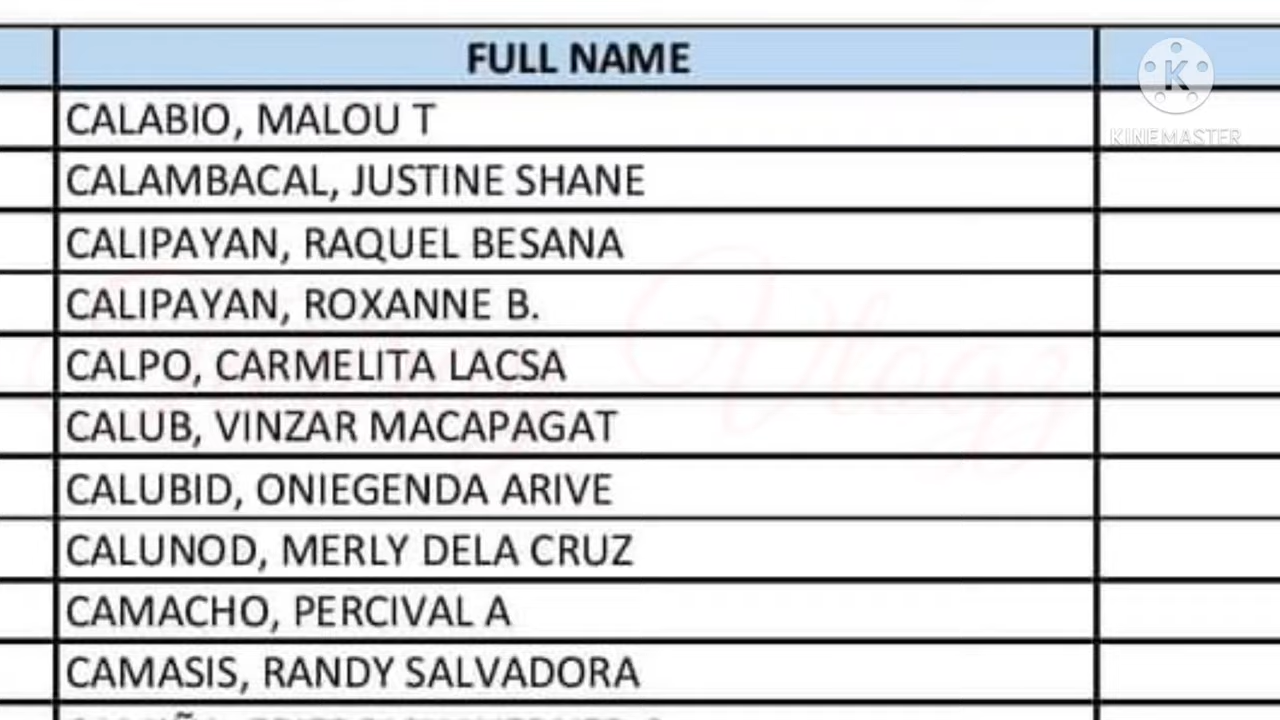 FULL NAME
K
KINEMASTER
CALABIO, MALOU T
CALAMBACAL, JUSTINE SHANE
CALIPAYAN, RAQUEL BESANA
CALIPAYAN, ROXANNE B.
CALPO, CARMELITA LACSA
CALUB, VINZAR MACAPAGAT
CALUBID, ONIEGENDA ARIVE
CALUNOD, MERLY DELA CRUZ
CAMACHO, PERCIVAL A
CAMASIS, RANDY SALVADORA
Vlogz